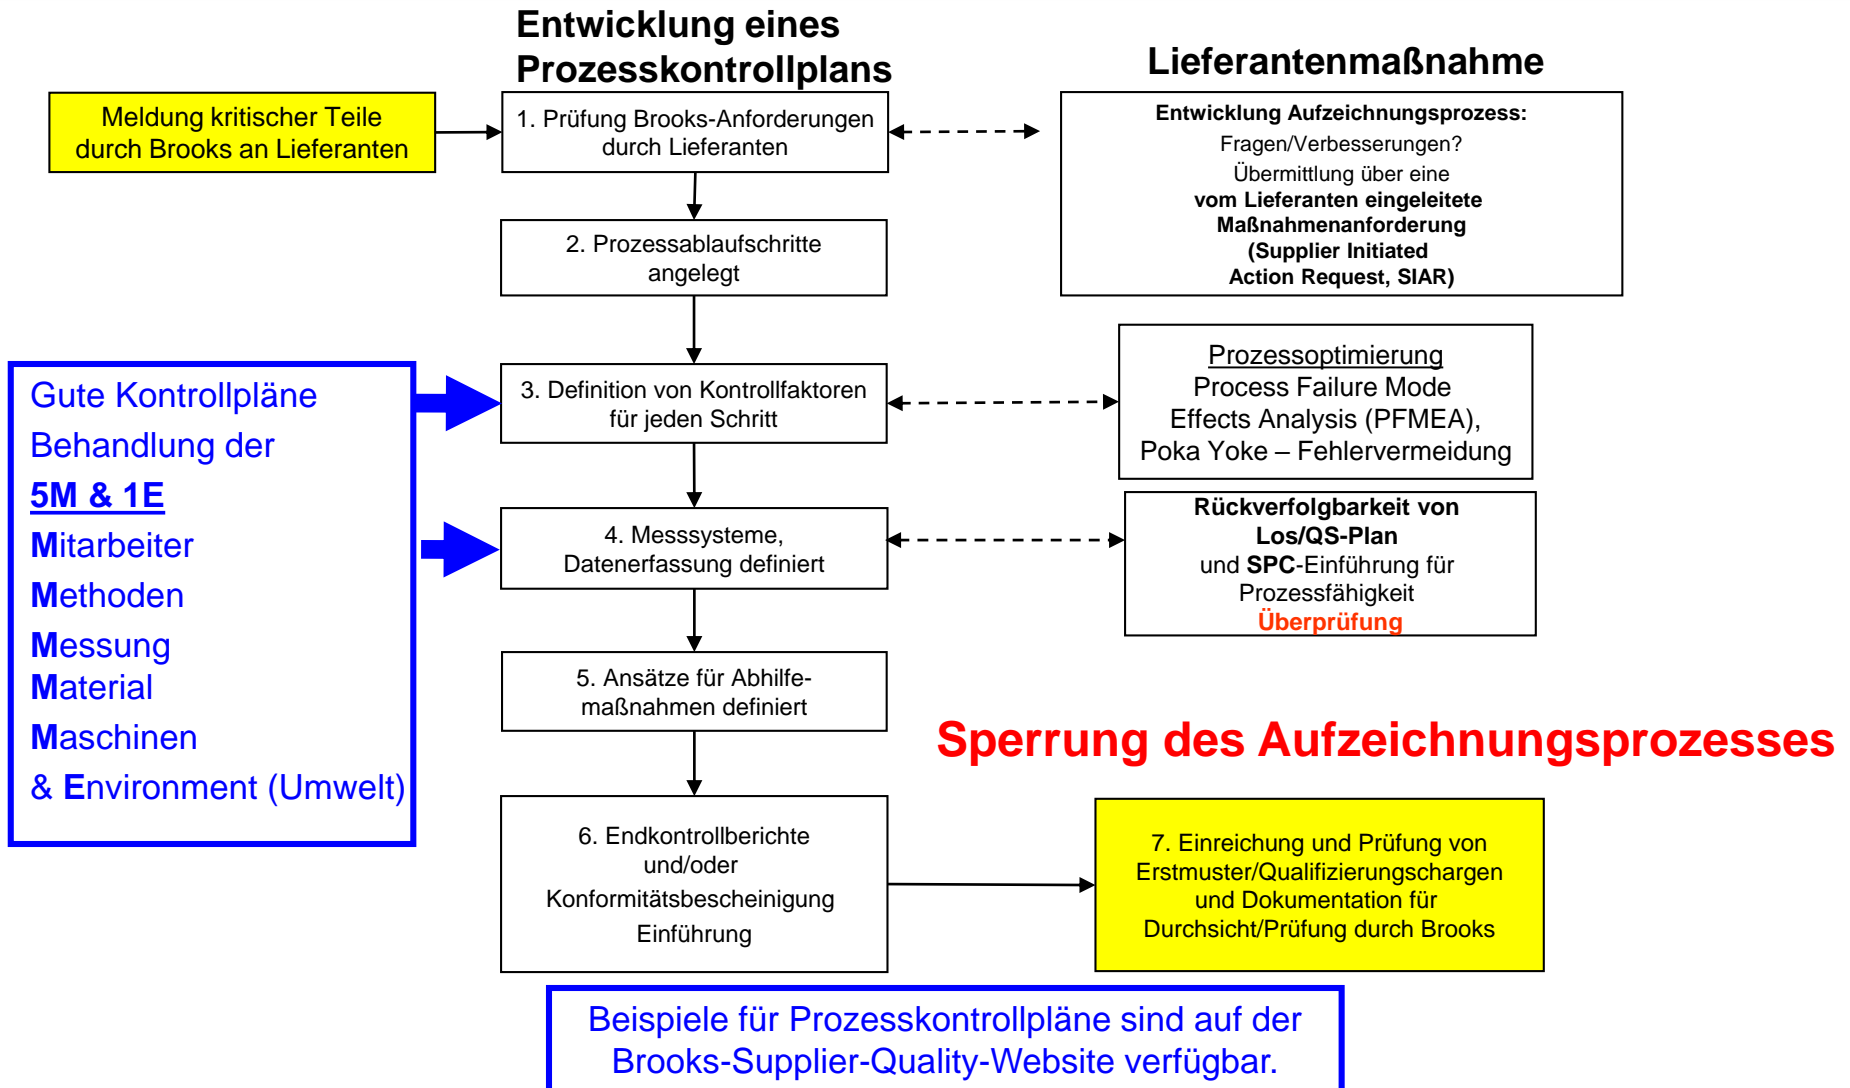 Entwicklung eines
Prozesskontrollplans
Lieferantenmaßnahme
Meldung kritischer Teile
durch Brooks an Lieferanten
1. Prüfung Brooks-Anforderungen
durch Lieferanten
Entwicklung Aufzeichnungsprozess:
Fragen/Verbesserungen?
Übermittlung über eine
vom Lieferanten eingeleitete
Maßnahmenanforderung
(Supplier Initiated
Action Request, SIAR)
2. Prozessablaufschritte
angelegt
Gute Kontrollpläne
Behandlung der
5M & 1E
Mitarbeiter
Methoden
Messung
Material
Maschinen
& Environment (Umwelt)
3. Definition von Kontrollfaktoren
für jeden Schritt
Prozessoptimierung
Process Failure Mode
Effects Analysis (PFMEA),
Poka Yoke – Fehlervermeidung
4. Messsysteme,
Datenerfassung definiert
Rückverfolgbarkeit von
Los/QS-Plan
und SPC-Einführung für
Prozessfähigkeit
Überprüfung
5. Ansätze für Abhilfe-
maßnahmen definiert
Sperrung des Aufzeichnungsprozesses
6. Endkontrollberichte
und/oder
Konformitätsbescheinigung
Einführung
7. Einreichung und Prüfung von
Erstmuster/Qualifizierungschargen
und Dokumentation für
Durchsicht/Prüfung durch Brooks
Beispiele für Prozesskontrollpläne sind auf der
Brooks-Supplier-Quality-Website verfügbar.